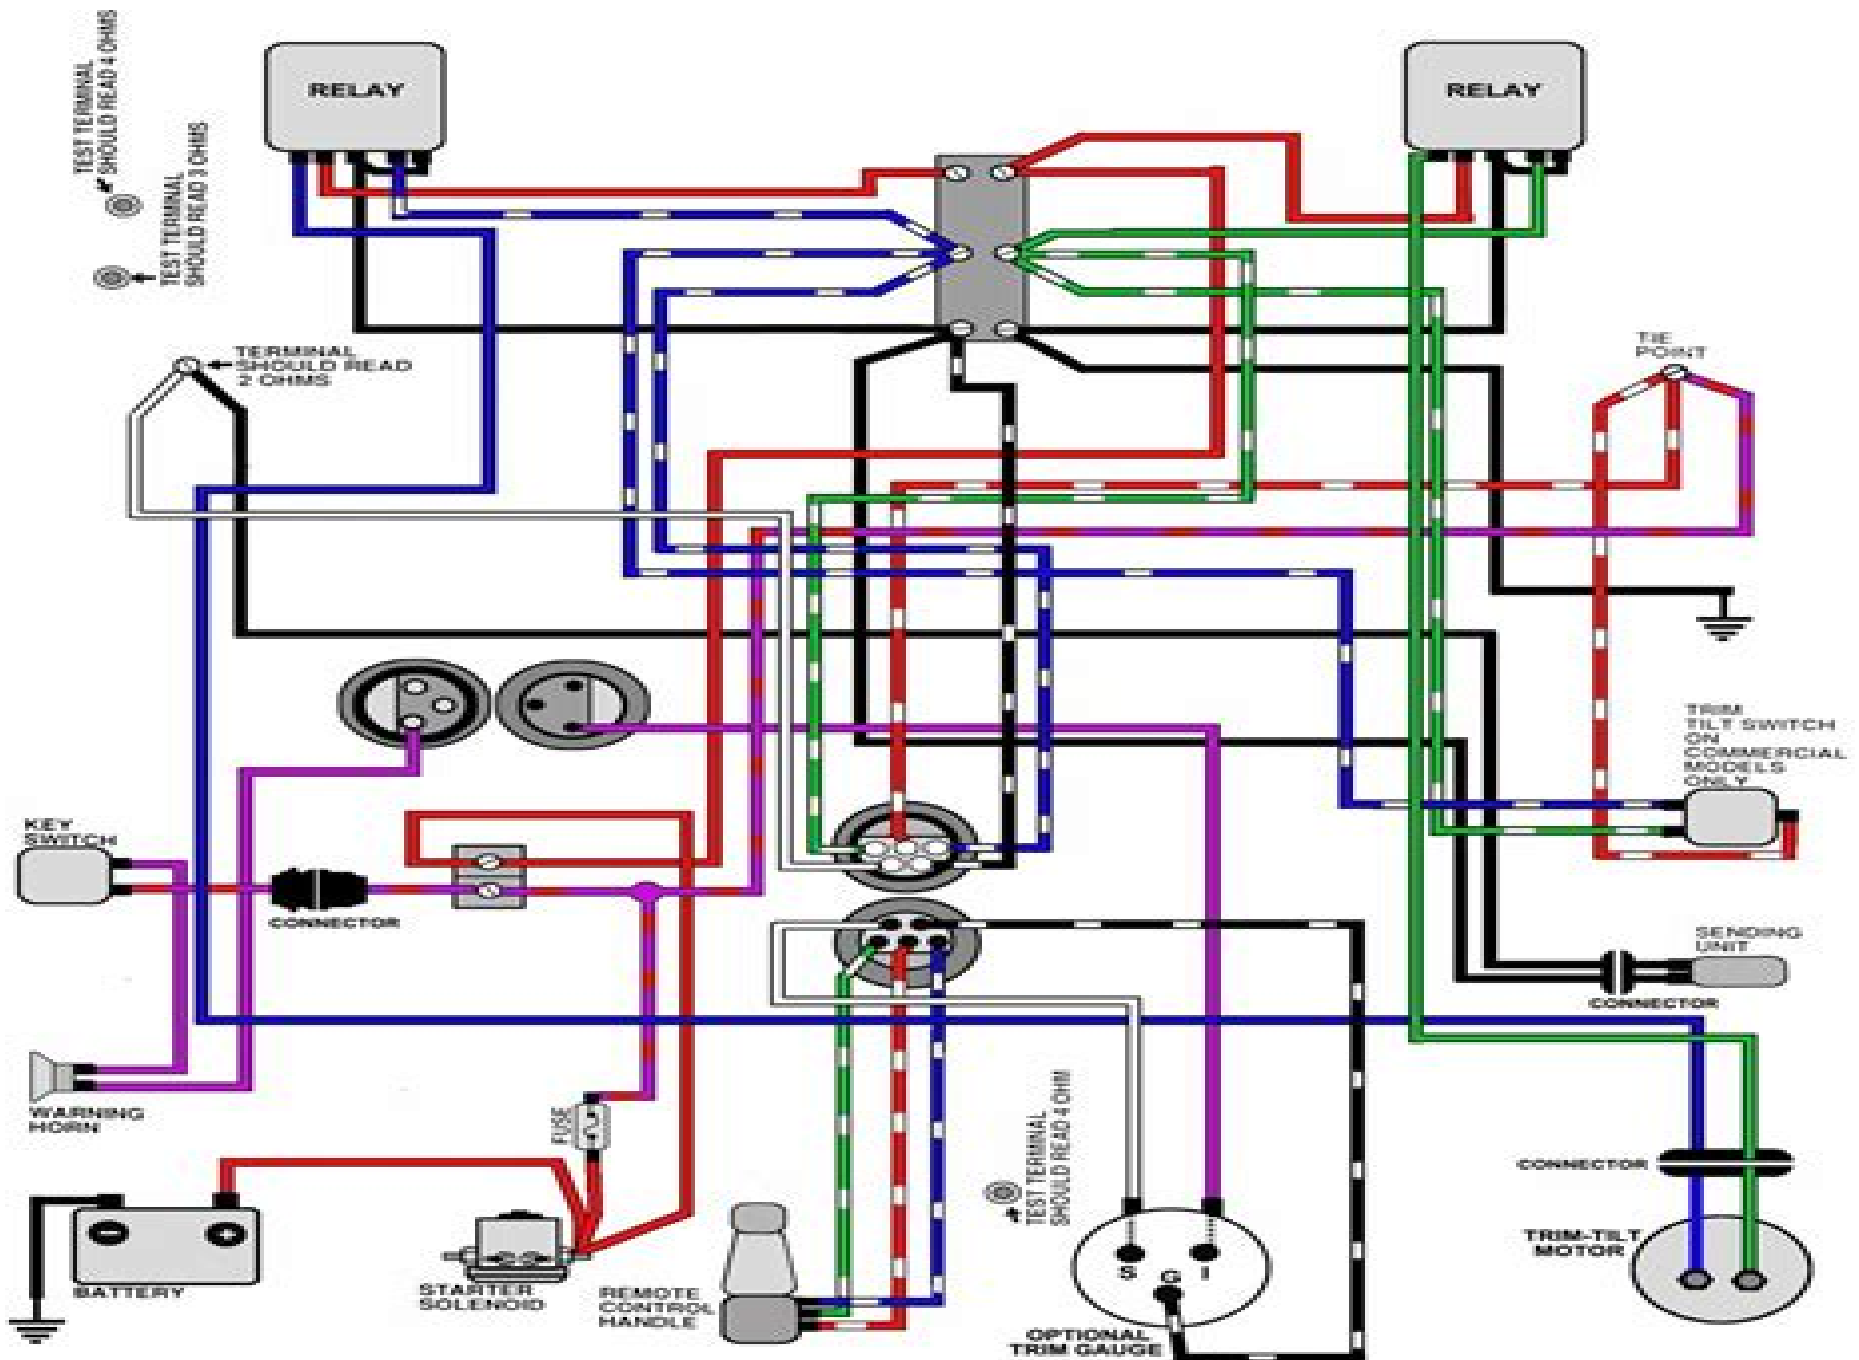 TEST TERMINAL
SHOULD READ 4 OHMS
TEST TERMINAL
SHOULD READ 3 OHMS
RELAY
RELAY
TERMINAL
SHOULD READ
2 OHMS
TIE
POINT
TRIM
TILT SWITCH
ON
COMMERCIAL
MODELS
ONLY
KEY
SWITCH
CONNECTOR
SENDING
UNIT
CONNECTOR
WARNING
HORN
FUSE
TEST TERMINAL
SHOULD READ 4 OHM
BATTERY
STARTER
SOLENOID
REMOTE
CONTROL
HANDLE
S
G
I
OPTIONAL
TRIM GAUGE
CONNECTOR
TRIM-TILT
MOTOR